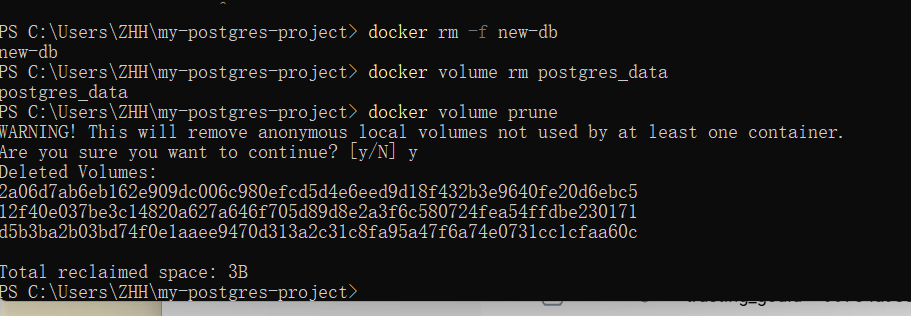 PS C:\Users\ZHH\my-postgres-project> docker rm -f new-db
new-db
PS C:\Users\ZHH\my-postgres-project> docker volume rm postgres_data
postgres_data
PS C:\Users\ZHH\my-postgres-project> docker volume prune
WARNING! This will remove anonymous local volumes not used by at least one container.
Are you sure you want to continue? [y/N] y
Deleted Volumes:
2a06d7ab6eb162e909dc006c980efcd5d4e6eed9d18f432b3e9640fe20d6ebc5
12f40e037be3c14820a627a646f705d89d8e2a3f6c580724fea54ffdbe230171
d5b3ba2b03bd74f0e1aaee9470d313a2c31c8fa95a47f6a74e0731cc1cfaa60c
Total reclaimed space: 3B
PS C:\Users\ZHH\my-postgres-project>